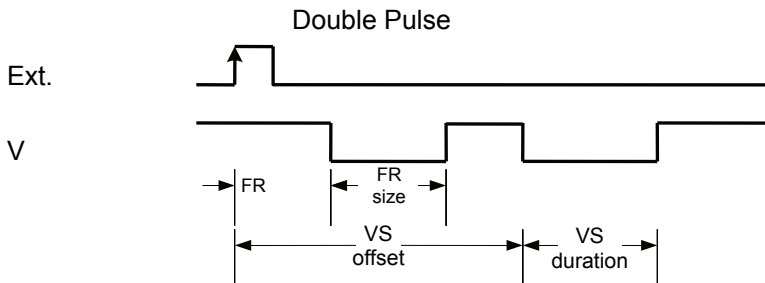 Double Pulse
Ext.
V
FR
FR
size
VS
offset
VS
duration